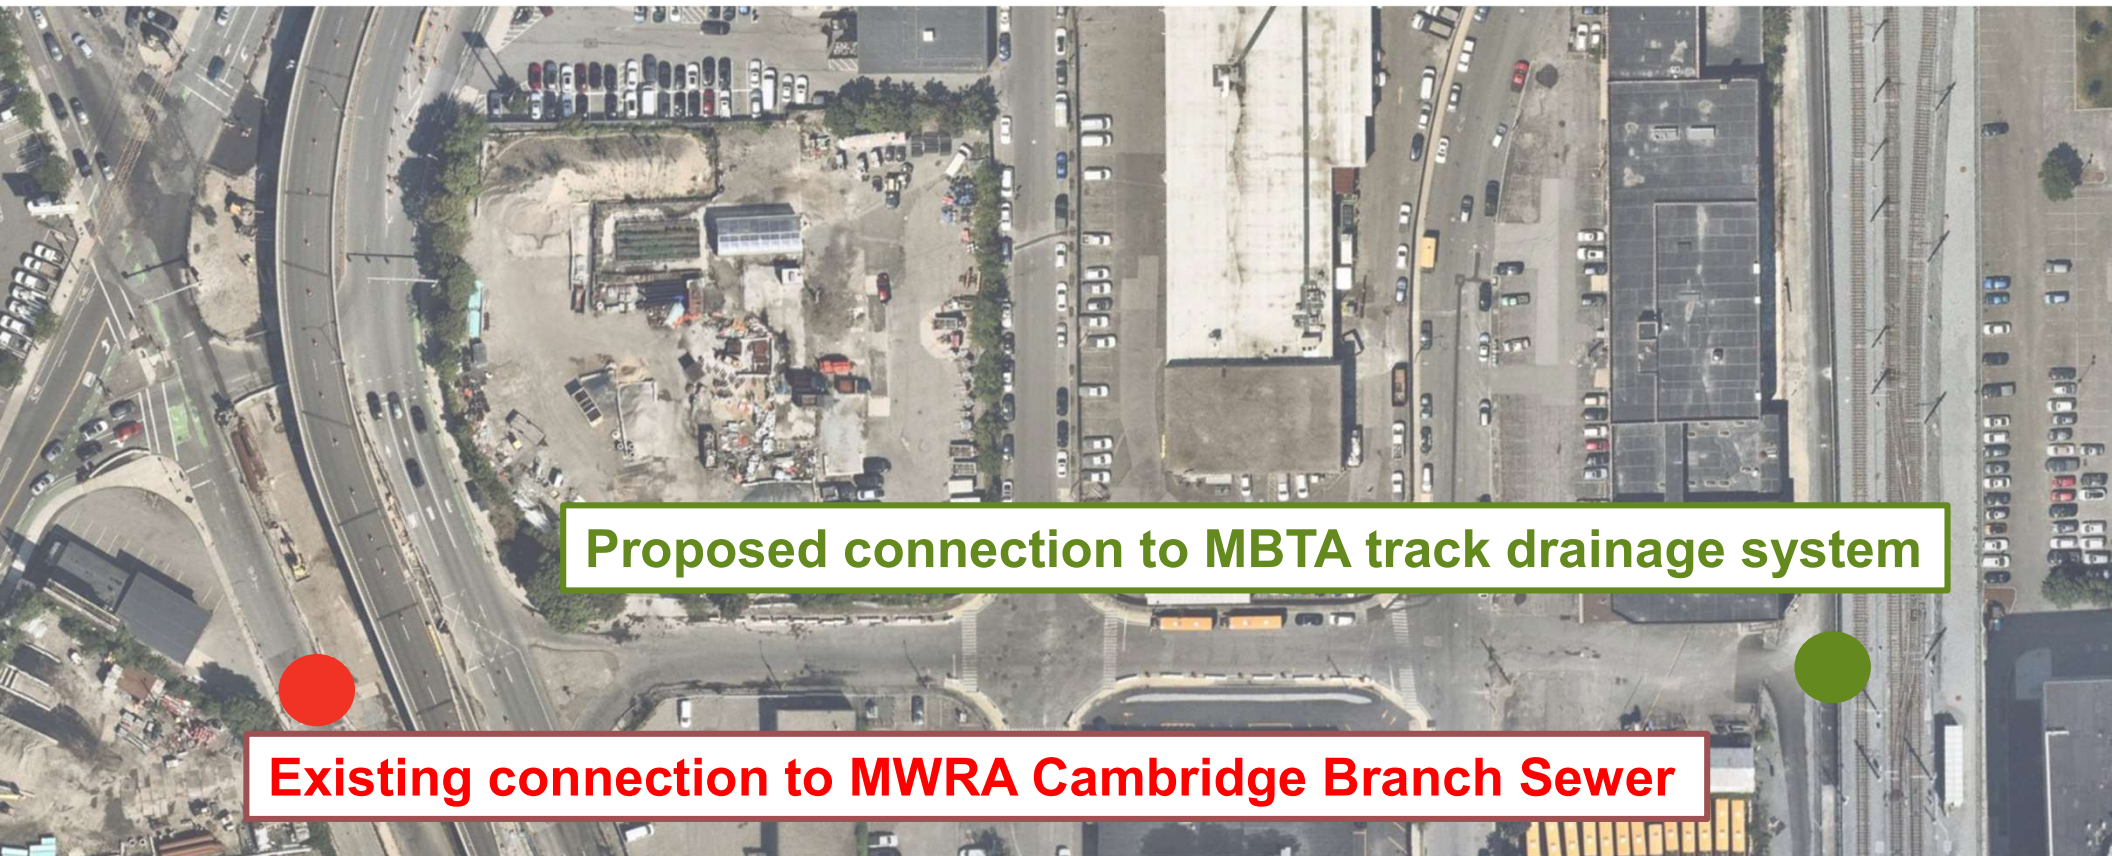 Proposed connection to MBTA track drainage system
Existing connection to MWRA Cambridge Branch Sewer